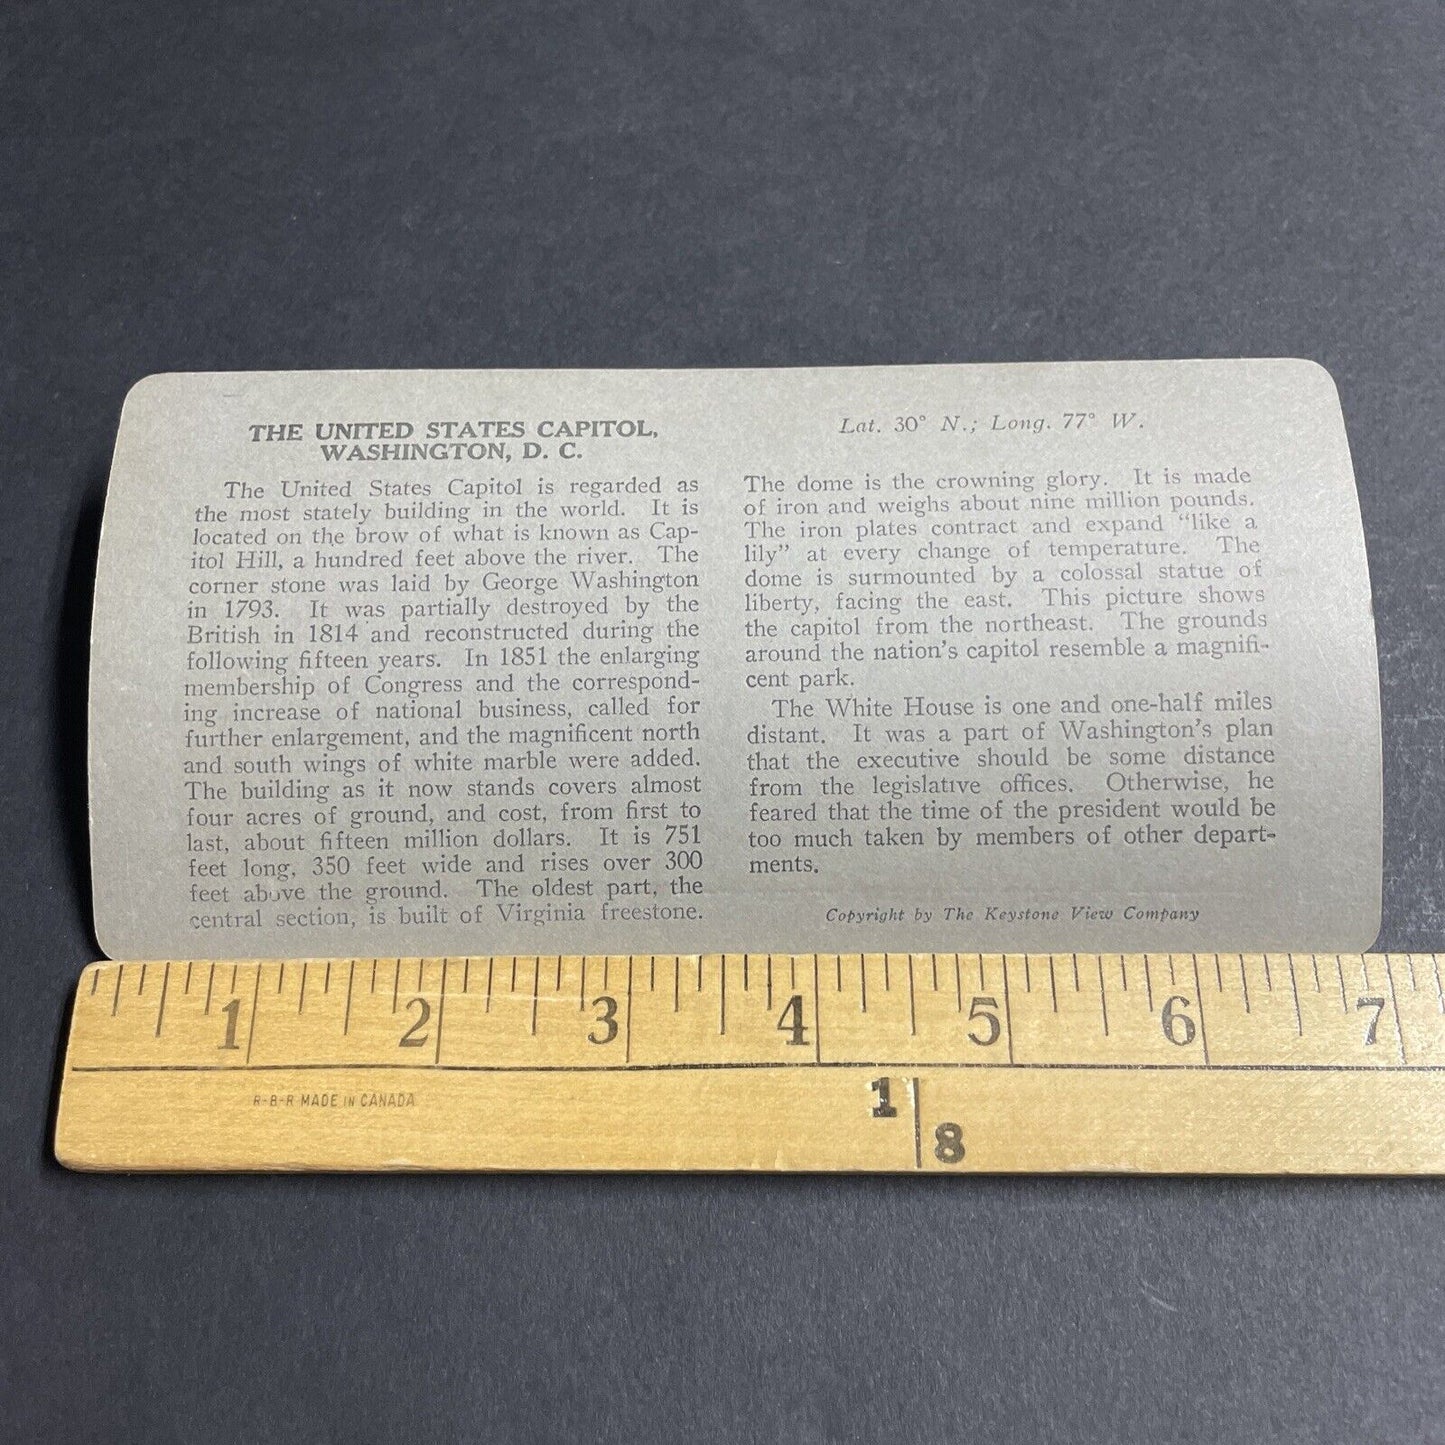 THE UNITED STATES CAPITOL,
WASHINGTON, D. C.
The United States Capitol is regarded as
the most stately building in the world. It is
located on the brow of what is known as Cap-
itol Hill, a hundred feet above the river. The
corner stone was laid by George Washington
in 1793. It was partially destroyed by the
British in 1814 and reconstructed during the
following fifteen years. In 1851 the enlarging
membership of Congress and the correspond-
ing increase of national business, called for
further enlargement, and the magnificent north
and south wings of white marble were added.
The building as it now stands covers almost
four acres of ground, and cost, from first to
last, about fifteen million dollars. It is 751
feet long, 350 feet wide and rises over 300
feet above the ground. The oldest part, the
central section, is built of Virginia freestone.
Lat. 30° N.; Long. 77° W.
The dome is the crowning glory. It is made
of iron and weighs about nine million pounds.
The iron plates contract and expand “like a
lily” at every change of temperature. The
dome is surmounted by a colossal statue of
liberty, facing the east. This picture shows
the capitol from the northeast. The grounds
around the nation’s capitol resemble a magnifi-
cent park.
The White House is one and one-half miles
distant. It was a part of Washington’s plan
that the executive should be some distance
from the legislative offices. Otherwise, he
feared that the time of the president would be
too much taken by members of other depart-
ments.
Copyright by The Keystone View Company
1 2 3 4 5 6 7
R-B-R MADE IN CANADA
1 8